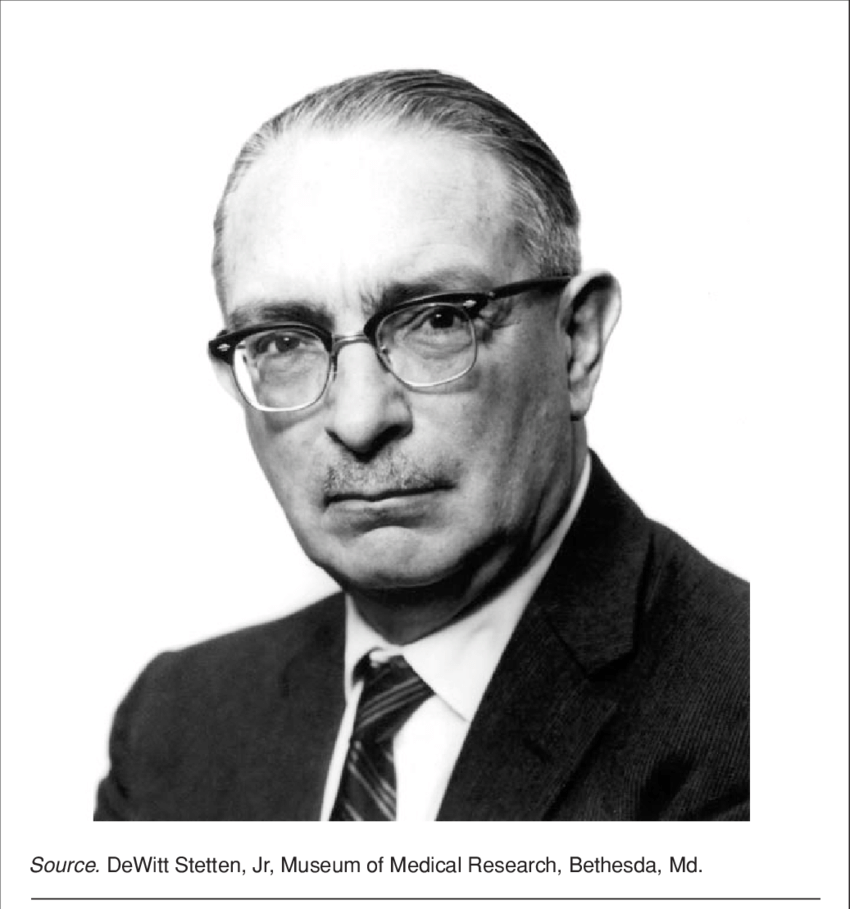 Source. DeWitt Stetten, Jr, Museum of Medical Research, Bethesda, Md.